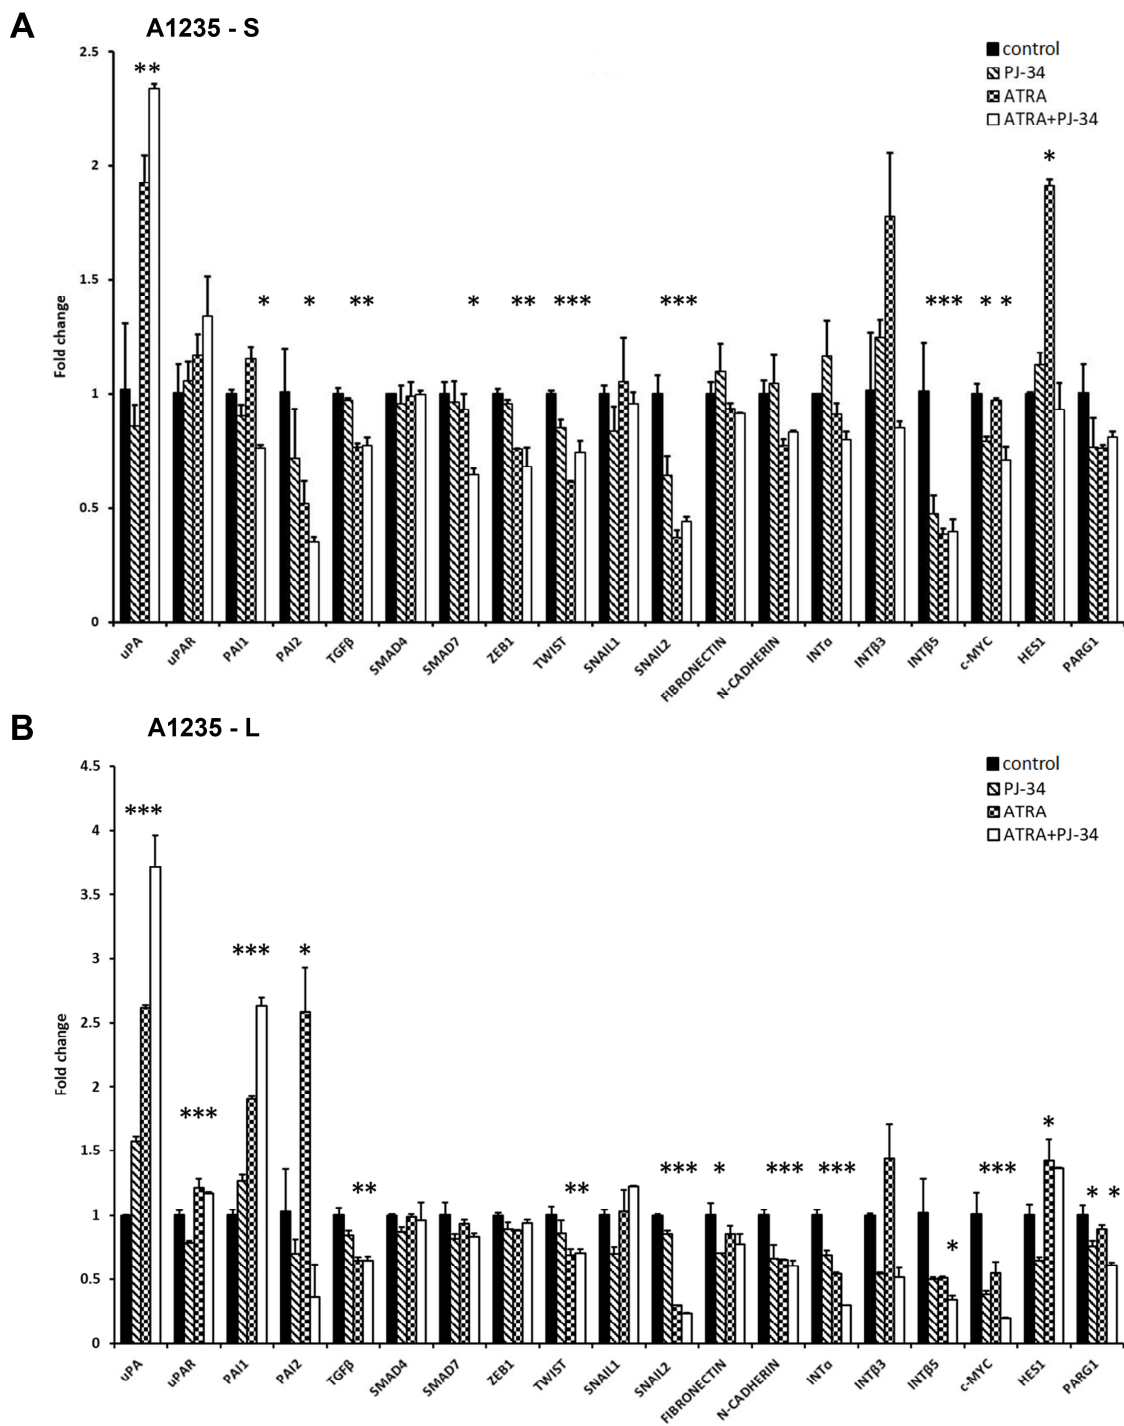 A
A1235 - S
control
PJ-34
ATRA
ATRA+PJ-34
Fold change
2.5
2
1.5
1
0.5
0
** * * ** * ** *** *** *** * * *
uPA uPAR PAI1 PAI2 TGFβ SMAD4 SMAD7 ZEB1 TWIST SNAIL1 SNAIL2 FIBRONECTIN N-CADHERIN INTα INTβ3 INTβ5 c-MYC HES1 PARG1
B
A1235 - L
control
PJ-34
ATRA
ATRA+PJ-34
Fold change
4.5
4
3.5
3
2.5
2
1.5
1
0.5
0
*** *** *** * ** ** *** * *** *** * *** * * *
uPA uPAR PAI1 PAI2 TGFβ SMAD4 SMAD7 ZEB1 TWIST SNAIL1 SNAIL2 FIBRONECTIN N-CADHERIN INTα INTβ3 INTβ5 c-MYC HES1 PARG1